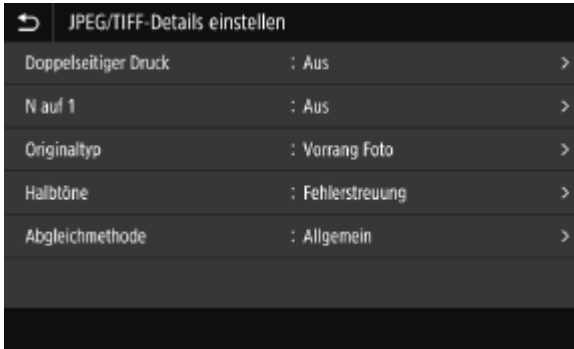 JPEG/TIFF-Details einstellen
Doppelseitiger Druck : Aus >
N auf 1 : Aus >
Originaltyp : Vorrang Foto >
Halbtöne : Fehlerstreuung >
Abgleichmethode : Allgemein >